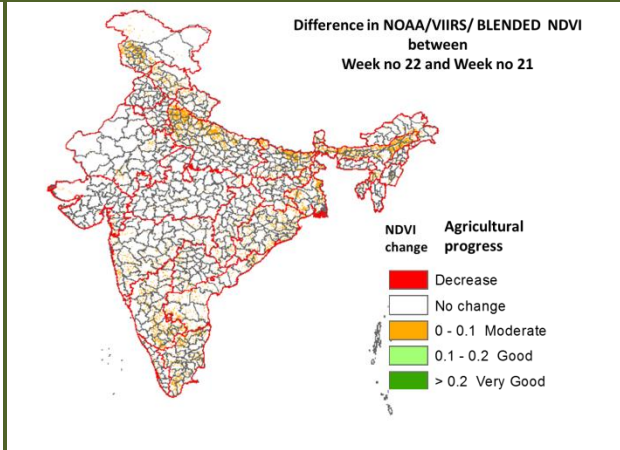 Difference in NOAA/VIIRS/ BLENDED NDVI
between
Week no 22 and Week no 21
NDVI change
Agricultural progress
Decrease
No change
0 - 0.1 Moderate
0.1 - 0.2 Good
> 0.2 Very Good